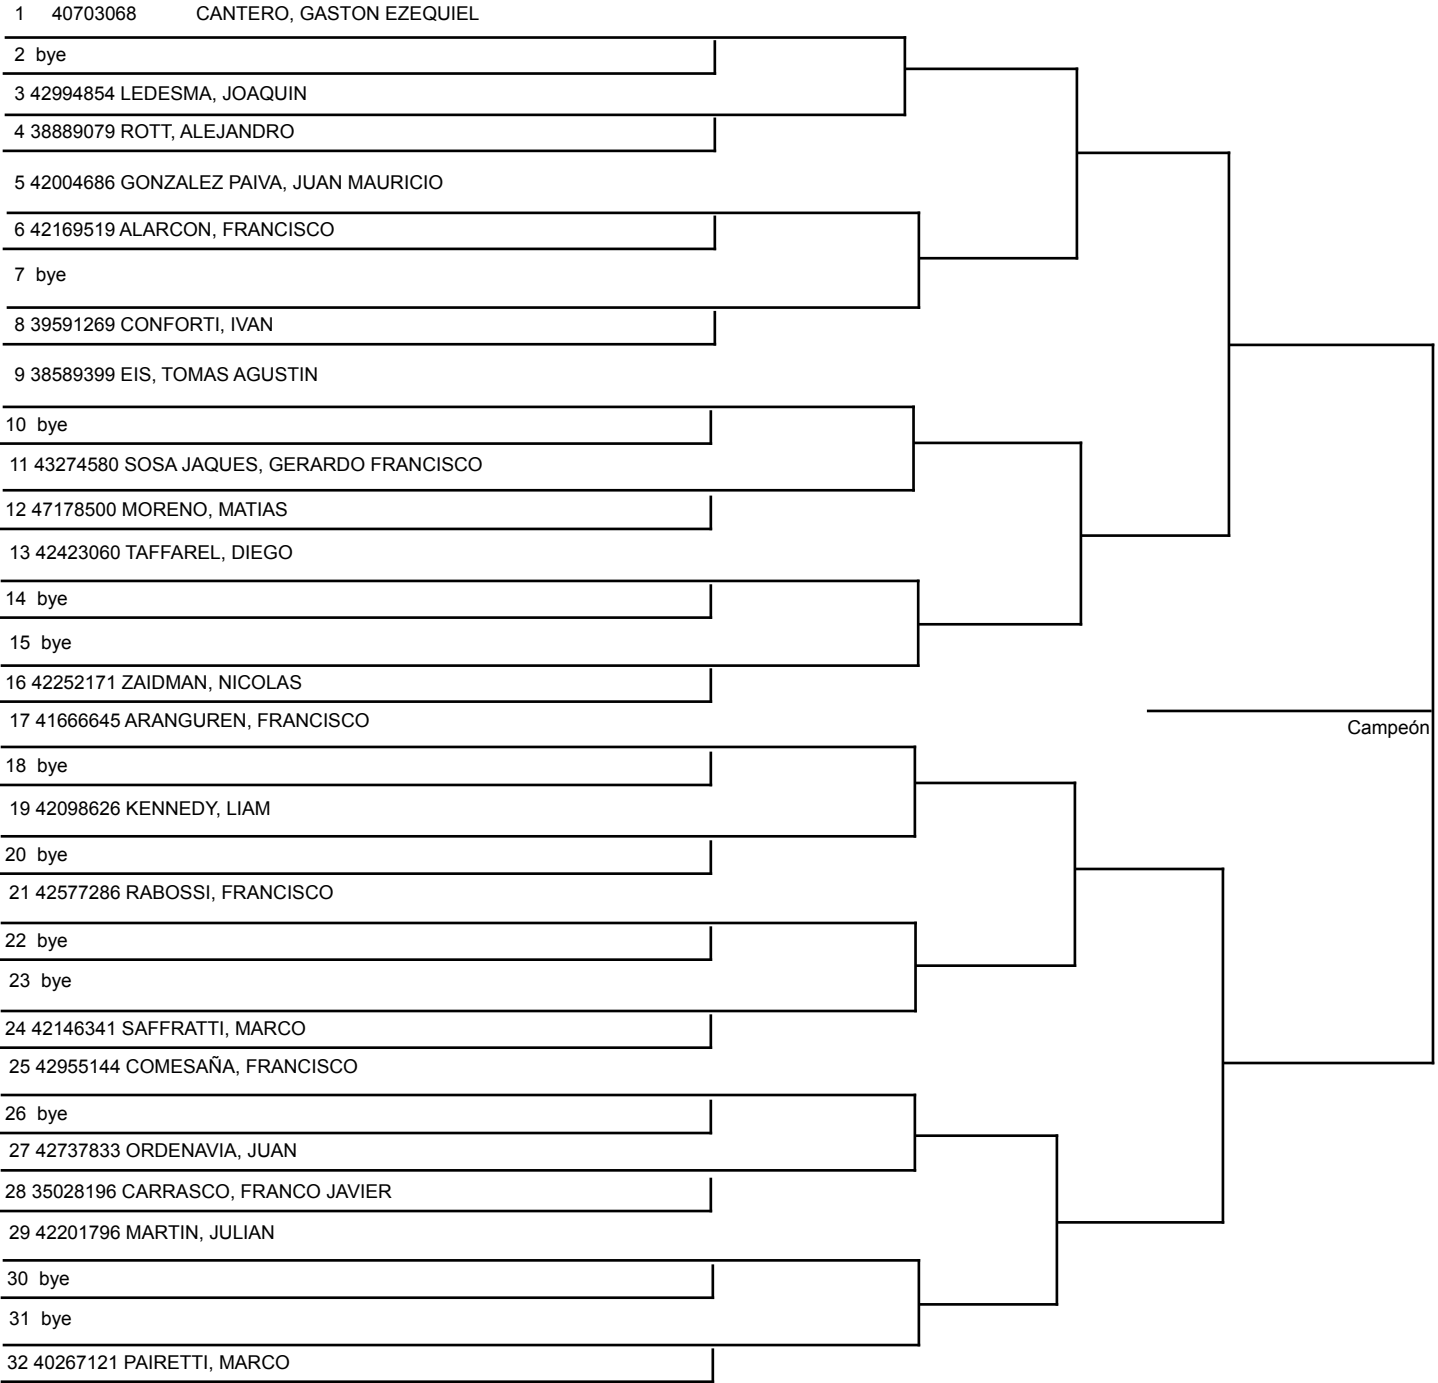 1 40703068 CANTERO, GASTON EZEQUIEL
2 bye
3 42994854 LEDESMA, JOAQUIN
4 38889079 ROTT, ALEJANDRO
5 42004686 GONZALEZ PAIVA, JUAN MAURICIO
6 42169519 ALARCON, FRANCISCO
7 bye
8 39591269 CONFORTI, IVAN
9 38589399 EIS, TOMAS AGUSTIN
10 bye
11 43274580 SOSA JAQUES, GERARDO FRANCISCO
12 47178500 MORENO, MATIAS
13 42423060 TAFFAREL, DIEGO
14 bye
15 bye
16 42252171 ZAIDMAN, NICOLAS
17 41666645 ARANGUREN, FRANCISCO
Campeón
18 bye
19 42098626 KENNEDY, LIAM
20 bye
21 42577286 RABOSSI, FRANCISCO
22 bye
23 bye
24 42146341 SAFFRATTI, MARCO
25 42955144 COMESAÑA, FRANCISCO
26 bye
27 42737833 ORDENAVIA, JUAN
28 35028196 CARRASCO, FRANCO JAVIER
29 42201796 MARTIN, JULIAN
30 bye
31 bye
32 40267121 PAIRETTI, MARCO